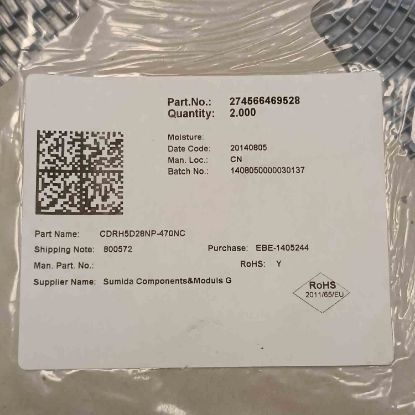 Part.No.: 274566469528
Quantity: 2.000
Moisture:
Date Code: 20140805
Man. Loc.: CN
Batch No.: 1408050000030137
Part Name: CDRH5D28NP-470NC
Shipping Note: 800572 Purchase: EBE-1405244
Man. Part. No.: RoHS: Y
Supplier Name: Sumida Components&Moduls G
RoHS
2011/65/EU